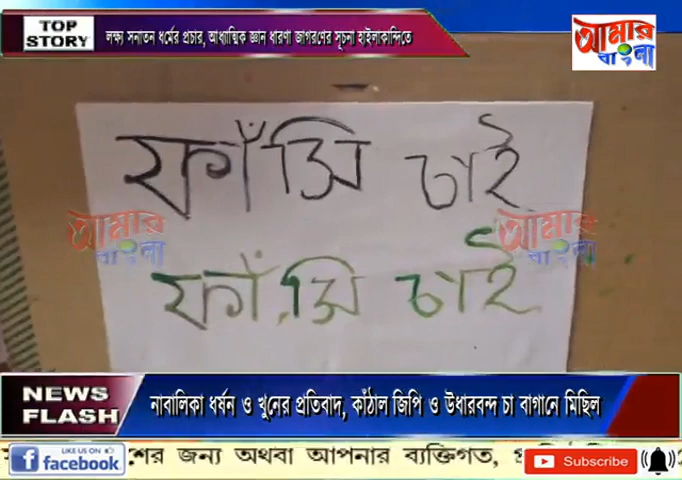 TOP
STORY
লক্ষ্য সনাতন ধর্মের প্রচার, আধ্যাত্মিক জ্ঞান ধারণা জাগরণের সূচনা হাইলাকান্দিতে
আমার
বাংলা
ফাঁসি চাই
আমার
বাংলা
আমার
বাংলা
ফাঁসি চাই
NEWS
FLASH
নাবালিকা ধর্ষন ও খুনের প্রতিবাদ, কাঁঠাল জিপি ও উধারবন্দ চা বাগানে মিছিল
LIKE US ON
facebook
জন্য অথবা আপনার ব্যক্তিগত,
Subscribe